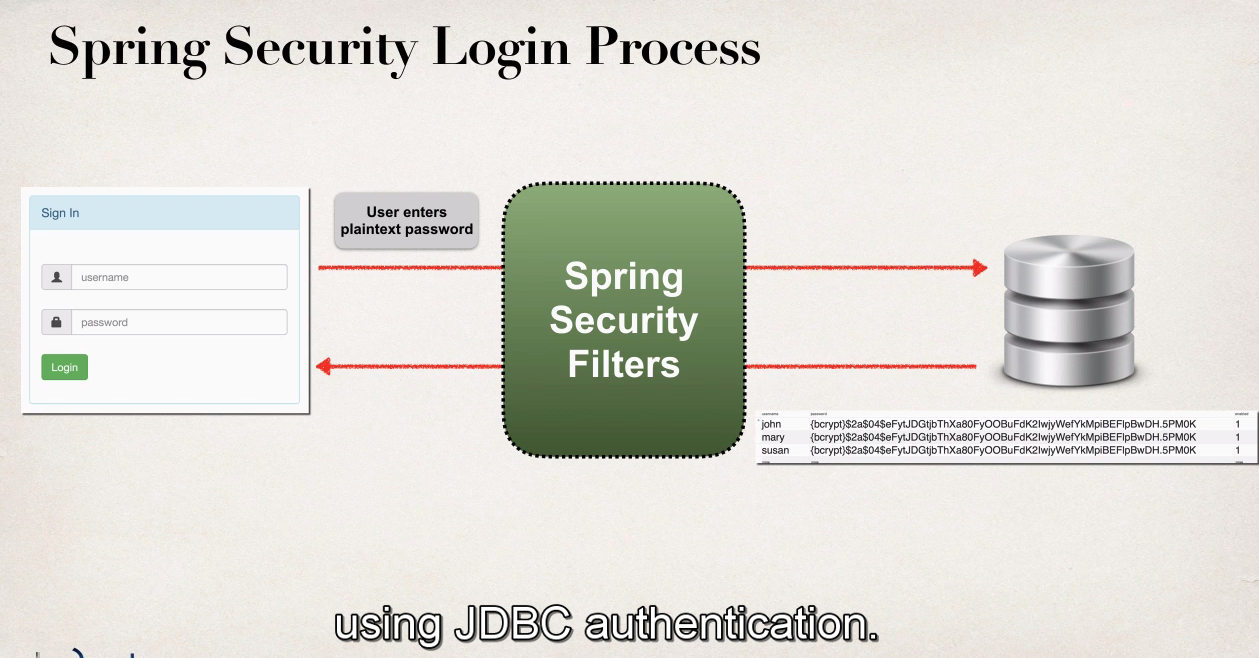 Spring Security Login Process
Sign In
username
password
Login
User enters
plaintext password
Spring
Security
Filters
username password enabled
john {bcrypt}$2a$04$eFytJDGtjbThXa80FyOOBuFdK2IwjyWefYkMpiBEFlpBwDH.5PM0K 1
mary {bcrypt}$2a$04$eFytJDGtjbThXa80FyOOBuFdK2IwjyWefYkMpiBEFlpBwDH.5PM0K 1
susan {bcrypt}$2a$04$eFytJDGtjbThXa80FyOOBuFdK2IwjyWefYkMpiBEFlpBwDH.5PM0K 1
using JDBC authentication.